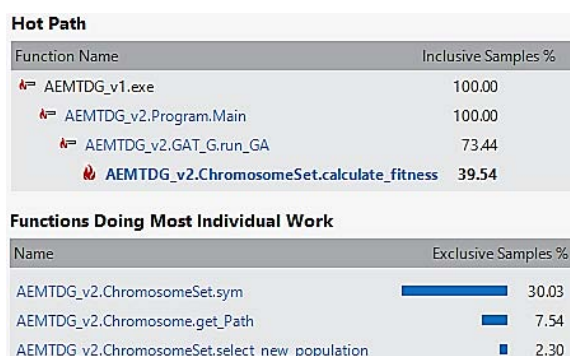 Hot Path
Function Name Inclusive Samples %
AEMTDG_v1.exe 100.00
AEMTDG_v2.Program.Main 100.00
AEMTDG_v2.GAT_G.run_GA 73.44
AEMTDG_v2.ChromosomeSet.calculate_fitness 39.54
Functions Doing Most Individual Work
Name Exclusive Samples %
AEMTDG_v2.ChromosomeSet.sym 30.03
AEMTDG_v2.Chromosome.get_Path 7.54
AEMTDG_v2.ChromosomeSet.select_new_population 2.30